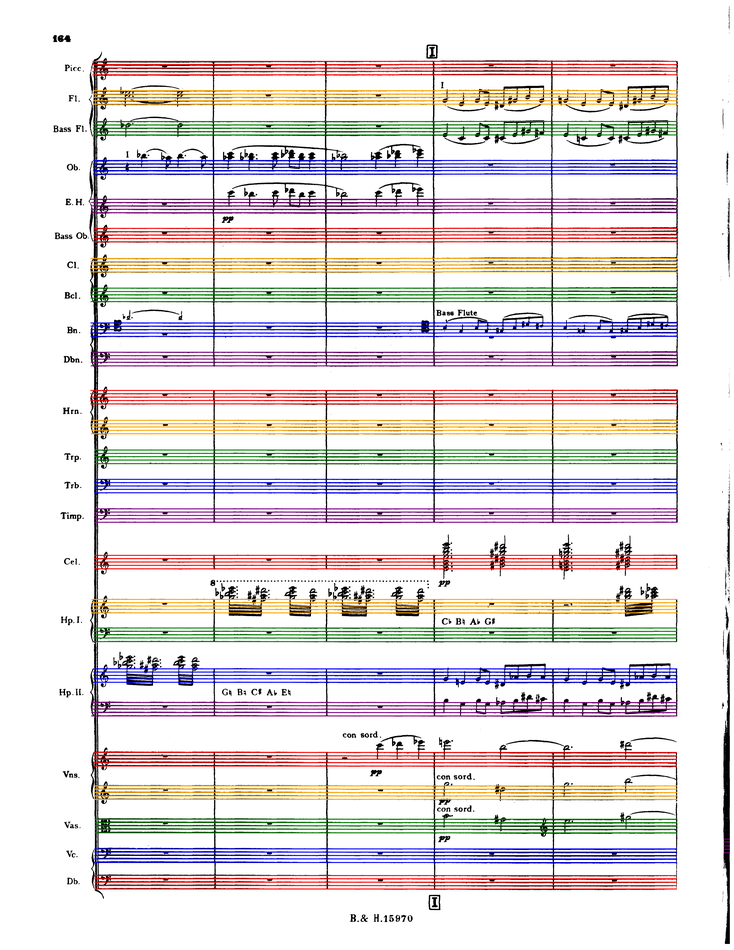 164
I
Picc.
Fl.
I
Bass Fl.
Ob.
I
E. H.
pp
Bass Ob.
Cl.
Bcl.
Bass Flute
Bn.
Dbn.
Hrn.
Trp.
Trb.
Timp.
Cel.
pp
8
Hp. I.
C♭ B♮ A♭ G♯
Hp. II.
G♮ B♮ C♯ A♭ E♮
con sord.
Vns.
pp
con sord.
pp
con sord.
Vas.
pp
Vc.
Db.
I
B. & H. 15970